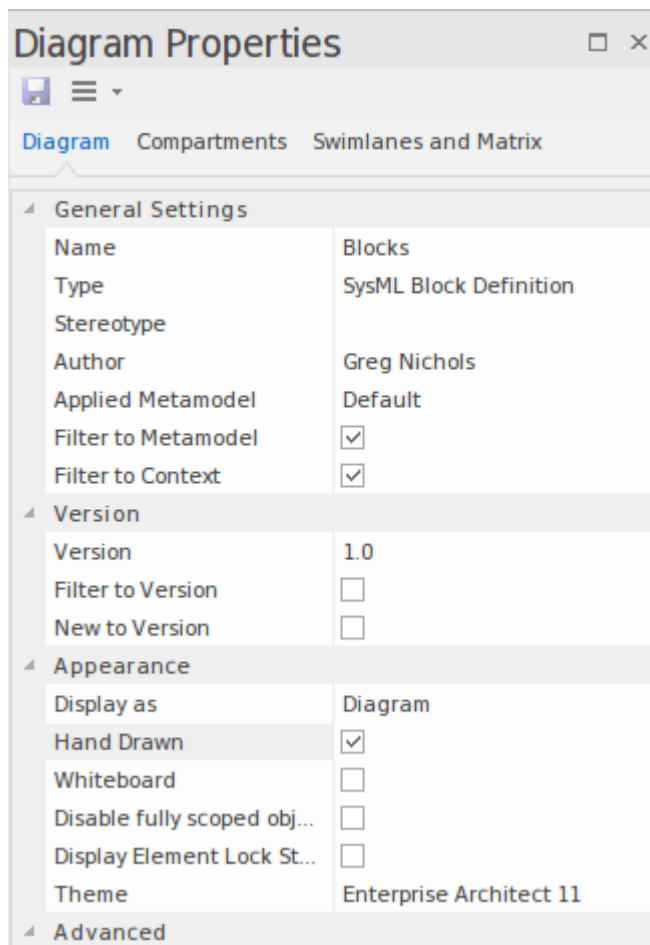 Diagram Properties
Diagram Compartments Swimlanes and Matrix
General Settings
Name Blocks
Type SysML Block Definition
Stereotype
Author Greg Nichols
Applied Metamodel Default
Filter to Metamodel
Filter to Context
Version
Version 1.0
Filter to Version
New to Version
Appearance
Display as Diagram
Hand Drawn
Whiteboard
Disable fully scoped obj...
Display Element Lock St...
Theme Enterprise Architect 11
Advanced